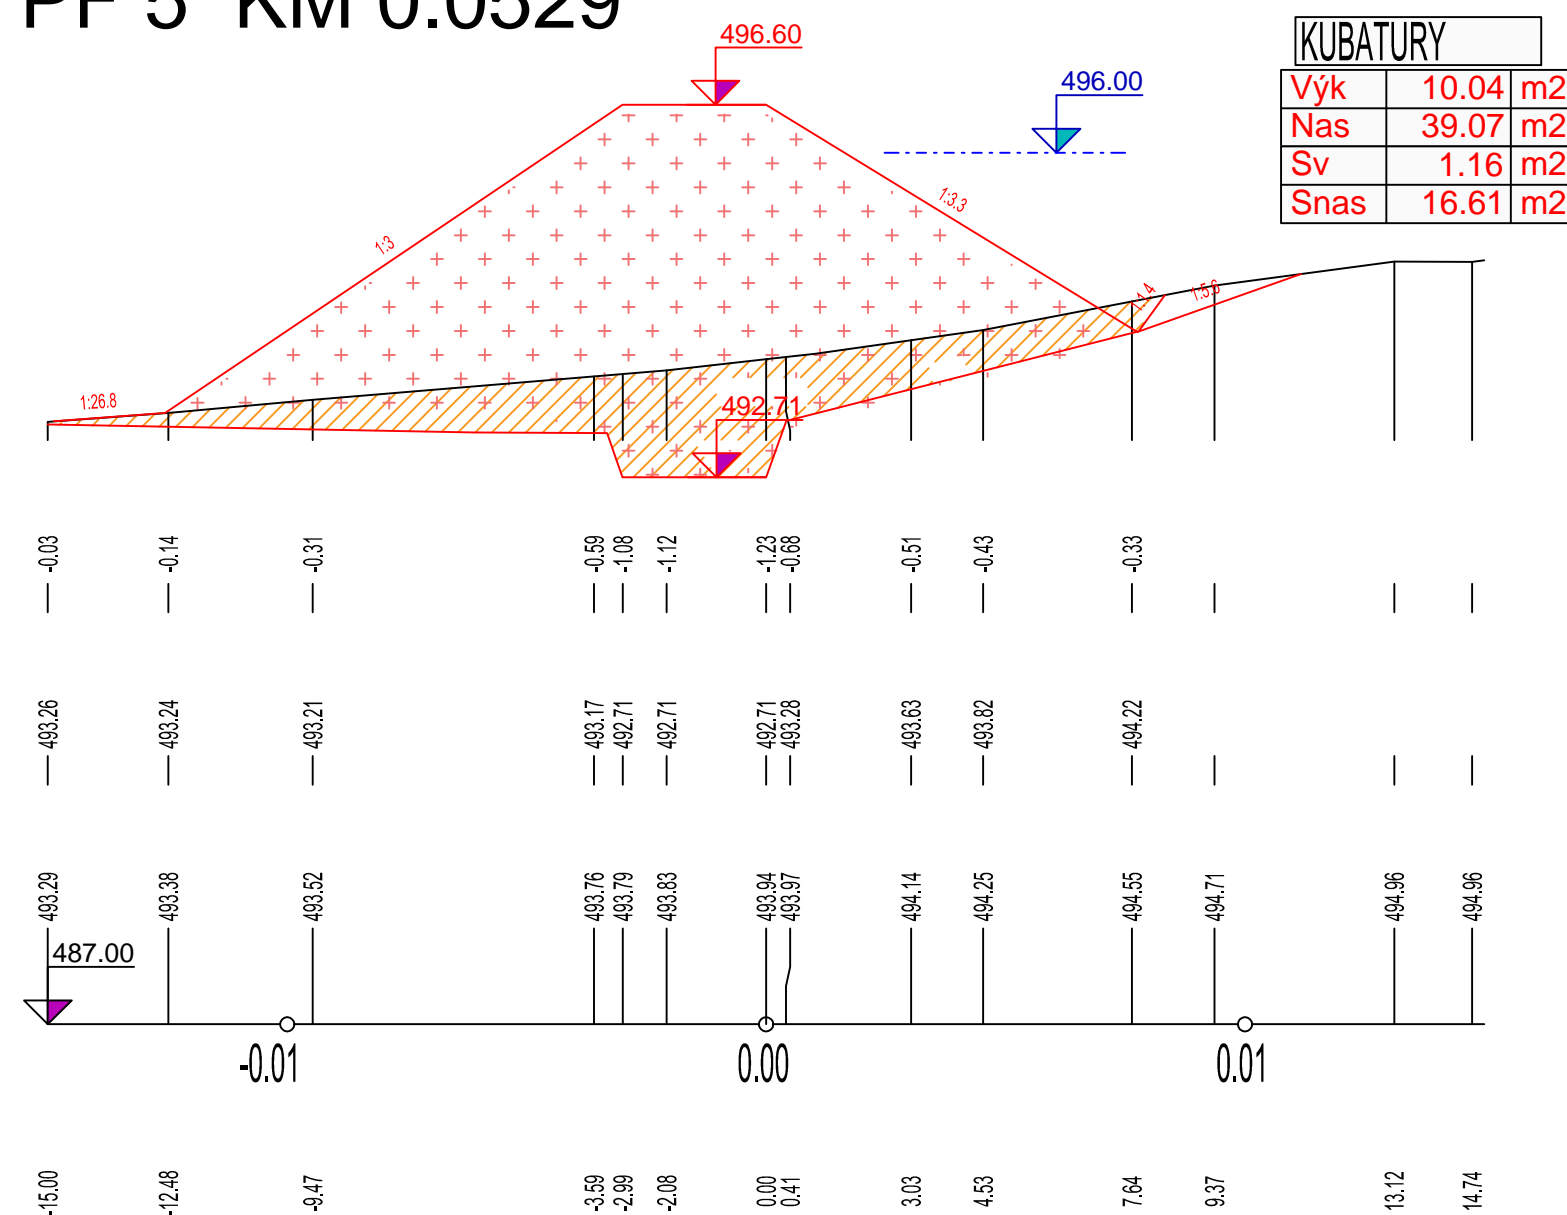 PF 5 KM 0.0529
496.60
496.00
KUBATURY
Výk 10.04 m2
Nas 39.07 m2
Sv 1.16 m2
Snas 16.61 m2
1:3
1:3.3
1:1.4
1:5.6
1:26.8
492.71
-0.03 -0.14 -0.31 -0.59 -1.08 -1.12 -1.23 -0.68 -0.51 -0.43 -0.33
493.26 493.24 493.21 493.17 492.71 492.71 492.71 493.28 493.63 493.82 494.22
493.29 493.38 493.52 493.76 493.79 493.83 493.94 493.97 494.14 494.25 494.55 494.71 494.96 494.96
487.00
-0.01 0.00 0.01
-15.00 -12.48 -9.47 -3.59 -2.99 -2.08 0.00 0.41 3.03 4.53 7.64 9.37 13.12 14.74